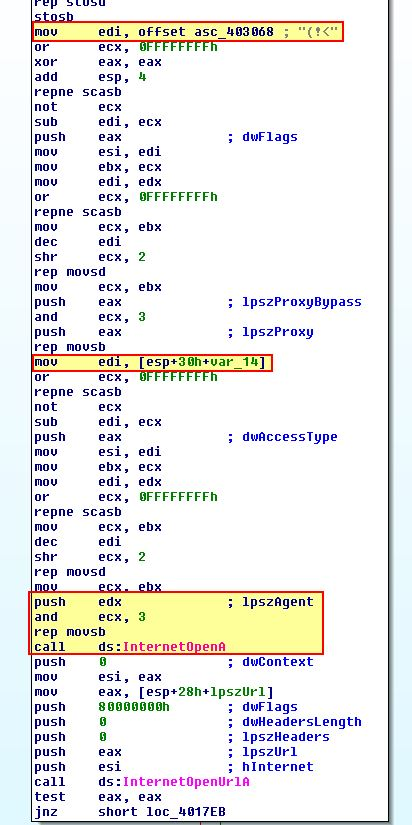 rep stosd
stosb
mov edi, offset asc_403068 ; "(!<"
or ecx, 0FFFFFFFFh
xor eax, eax
add esp, 4
repne scasb
not ecx
sub edi, ecx
push eax ; dwFlags
mov esi, edi
mov ebx, ecx
mov edi, edx
or ecx, 0FFFFFFFFh
repne scasb
mov ecx, ebx
dec edi
shr ecx, 2
rep movsd
mov ecx, ebx
push eax ; lpszProxyBypass
and ecx, 3
push eax ; lpszProxy
rep movsb
mov edi, [esp+30h+var_14]
or ecx, 0FFFFFFFFh
repne scasb
not ecx
sub edi, ecx
push eax ; dwAccessType
mov esi, edi
mov ebx, ecx
mov edi, edx
or ecx, 0FFFFFFFFh
repne scasb
mov ecx, ebx
dec edi
shr ecx, 2
rep movsd
mov ecx, ebx
push edx ; lpszAgent
and ecx, 3
rep movsb
call ds:InternetOpenA
push 0 ; dwContext
mov esi, eax
mov eax, [esp+28h+lpszUrl]
push 80000000h ; dwFlags
push 0 ; dwHeadersLength
push 0 ; lpszHeaders
push eax ; lpszUrl
push esi ; hInternet
call ds:InternetOpenUrlA
test eax, eax
jnz short loc_4017EB